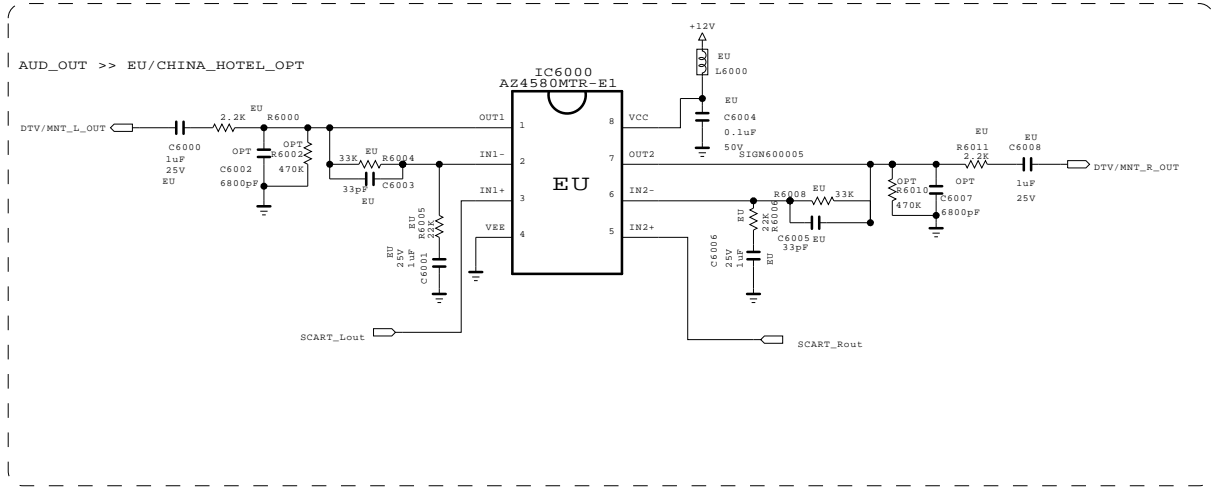 AUD_OUT >> EU/CHINA_HOTEL_OPT
+12V
EU
L6000
IC6000
AZ4580MTR-E1
EU
C6004
0.1uF
50V
DTV/MNT_L_OUT
C6000
1uF
25V
EU
2.2K
EU
R6000
OPT
C6002
6800pF
OPT
R6002
470K
33K
EU
R6004
33pF
C6003
EU
EU
R6005
22K
EU
25V
1uF
C6001
OUT1
1
IN1-
2
IN1+
3
VEE
4
EU
8
VCC
7
OUT2
6
IN2-
5
IN2+
SIGN600005
EU
22K
R6006
C6006
25V
1uF
EU
R6008
EU
33K
C6005
EU
33pF
OPT
R6010
470K
OPT
C6007
6800pF
EU
R6011
2.2K
EU
C6008
1uF
25V
DTV/MNT_R_OUT
SCART_Lout
SCART_Rout